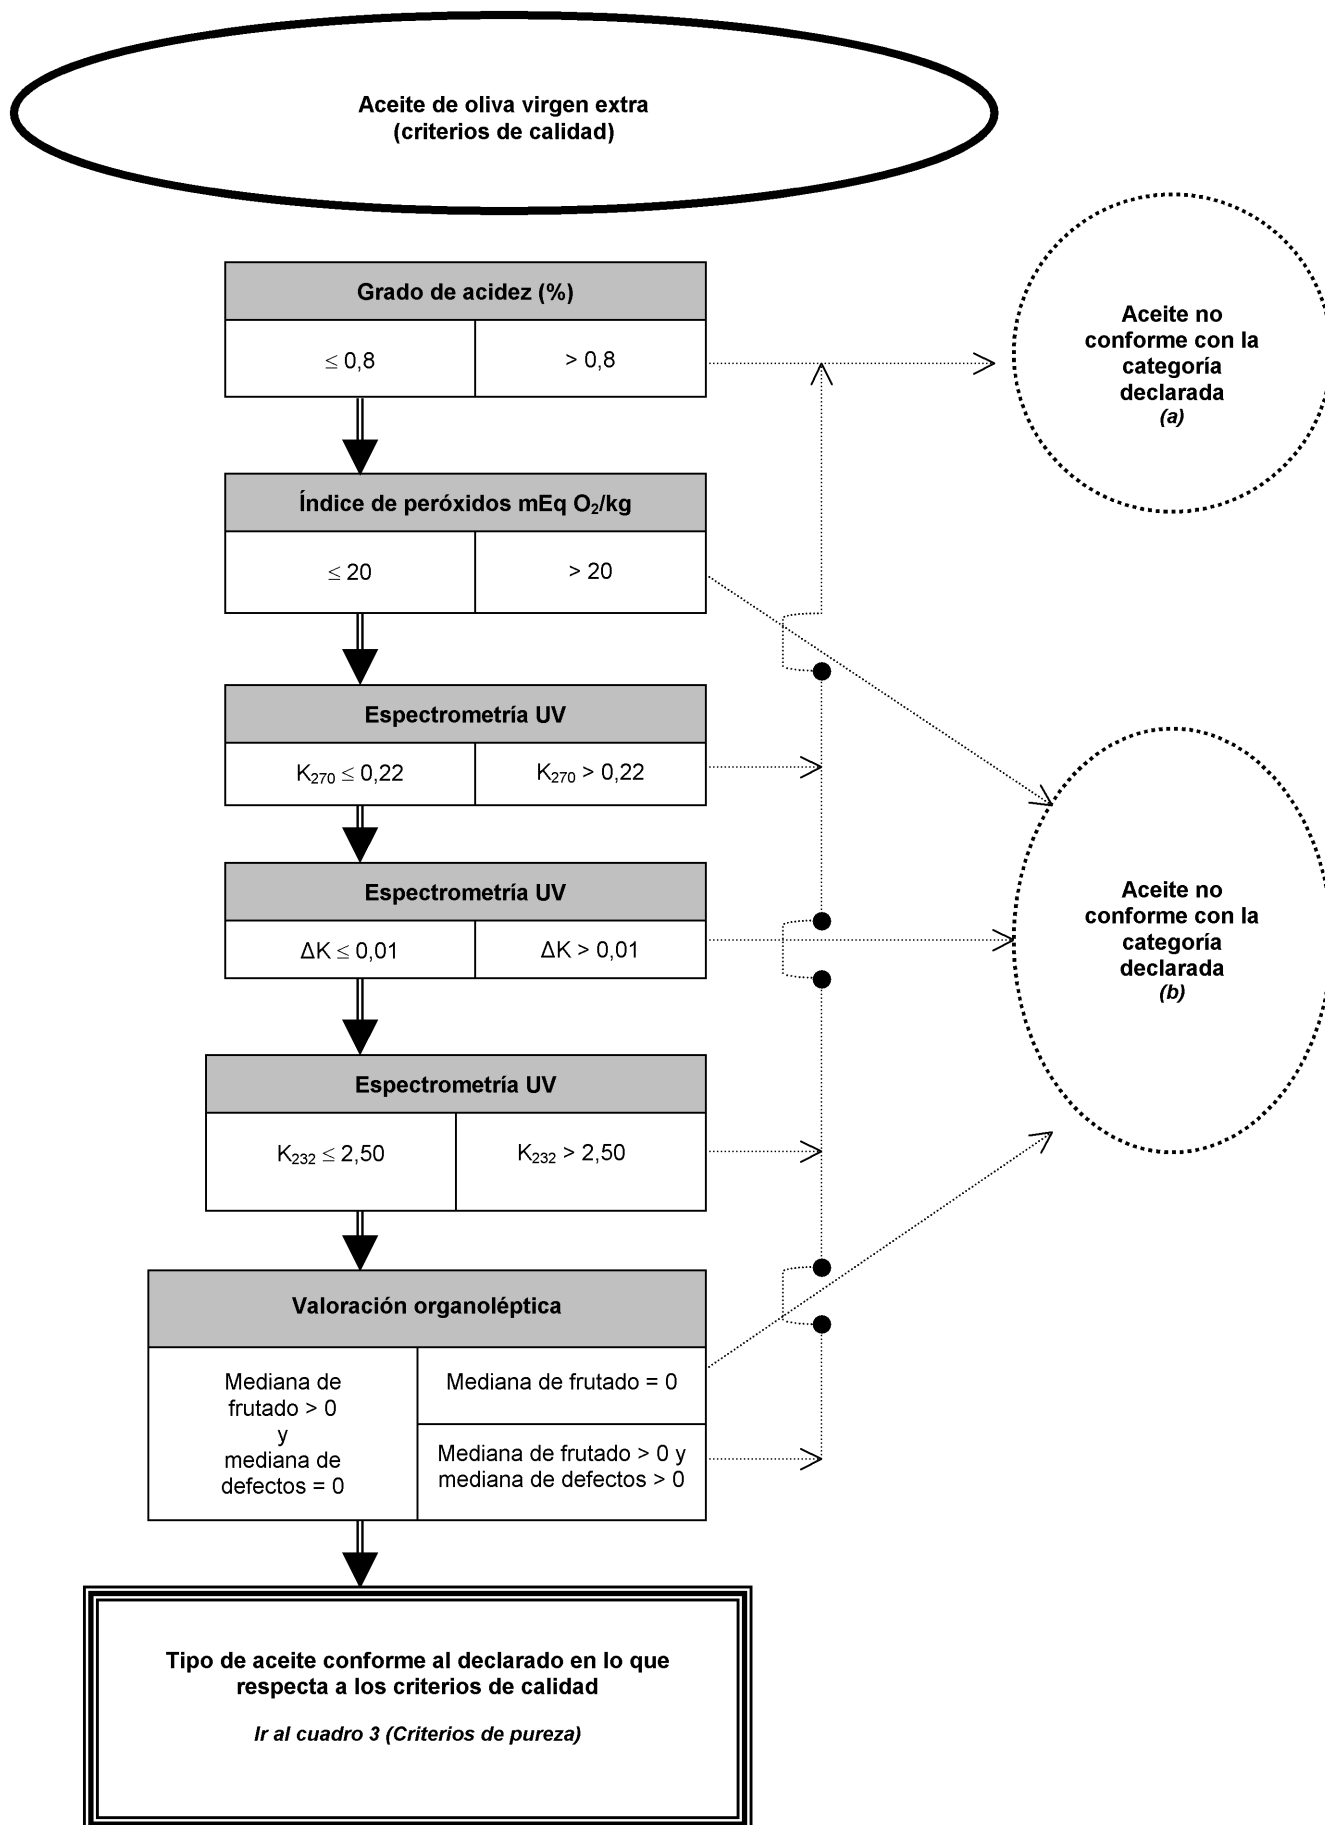 Aceite de oliva virgen extra
(criterios de calidad)
Grado de acidez (%)
≤ 0,8
> 0,8
Aceite no
conforme con la
categoría
declarada
(a)
Índice de peróxidos mEq O₂/kg
≤ 20
> 20
Espectrometría UV
K₂₇₀ ≤ 0,22
K₂₇₀ > 0,22
Espectrometría UV
ΔK ≤ 0,01
ΔK > 0,01
Aceite no
conforme con la
categoría
declarada
(b)
Espectrometría UV
K₂₃₂ ≤ 2,50
K₂₃₂ > 2,50
Valoración organoléptica
Mediana de
frutado > 0
y
mediana de
defectos = 0
Mediana de frutado = 0
Mediana de frutado > 0 y
mediana de defectos > 0
Tipo de aceite conforme al declarado en lo que
respecta a los criterios de calidad
Ir al cuadro 3 (Criterios de pureza)